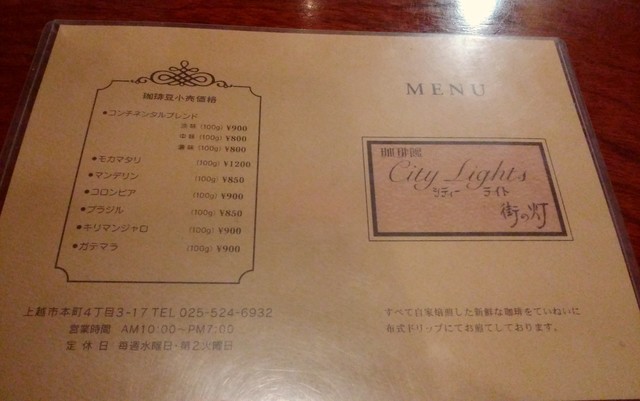 珈琲豆小売価格
●コンチネンタルブレンド
(100g) ¥900
中味 (100g) ¥800
(100g) ¥800
●モカマタリ (100g) ¥1200
●マンデリン (100g) ¥850
●コロンビア (100g) ¥900
●ブラジル (100g) ¥850
●キリマンジャロ (100g) ¥900
●ガテマラ (100g) ¥900
上越市本町4丁目3-17 TEL 025-524-6932
営業時間 AM10:00〜PM7:00
定休日 毎週水曜日・第2火曜日
MENU
珈琲館
City Lights
シティー ライト
街の灯
すべて自家焙煎した新鮮な珈琲をていねいに
布式ドリップにてお点てしております。